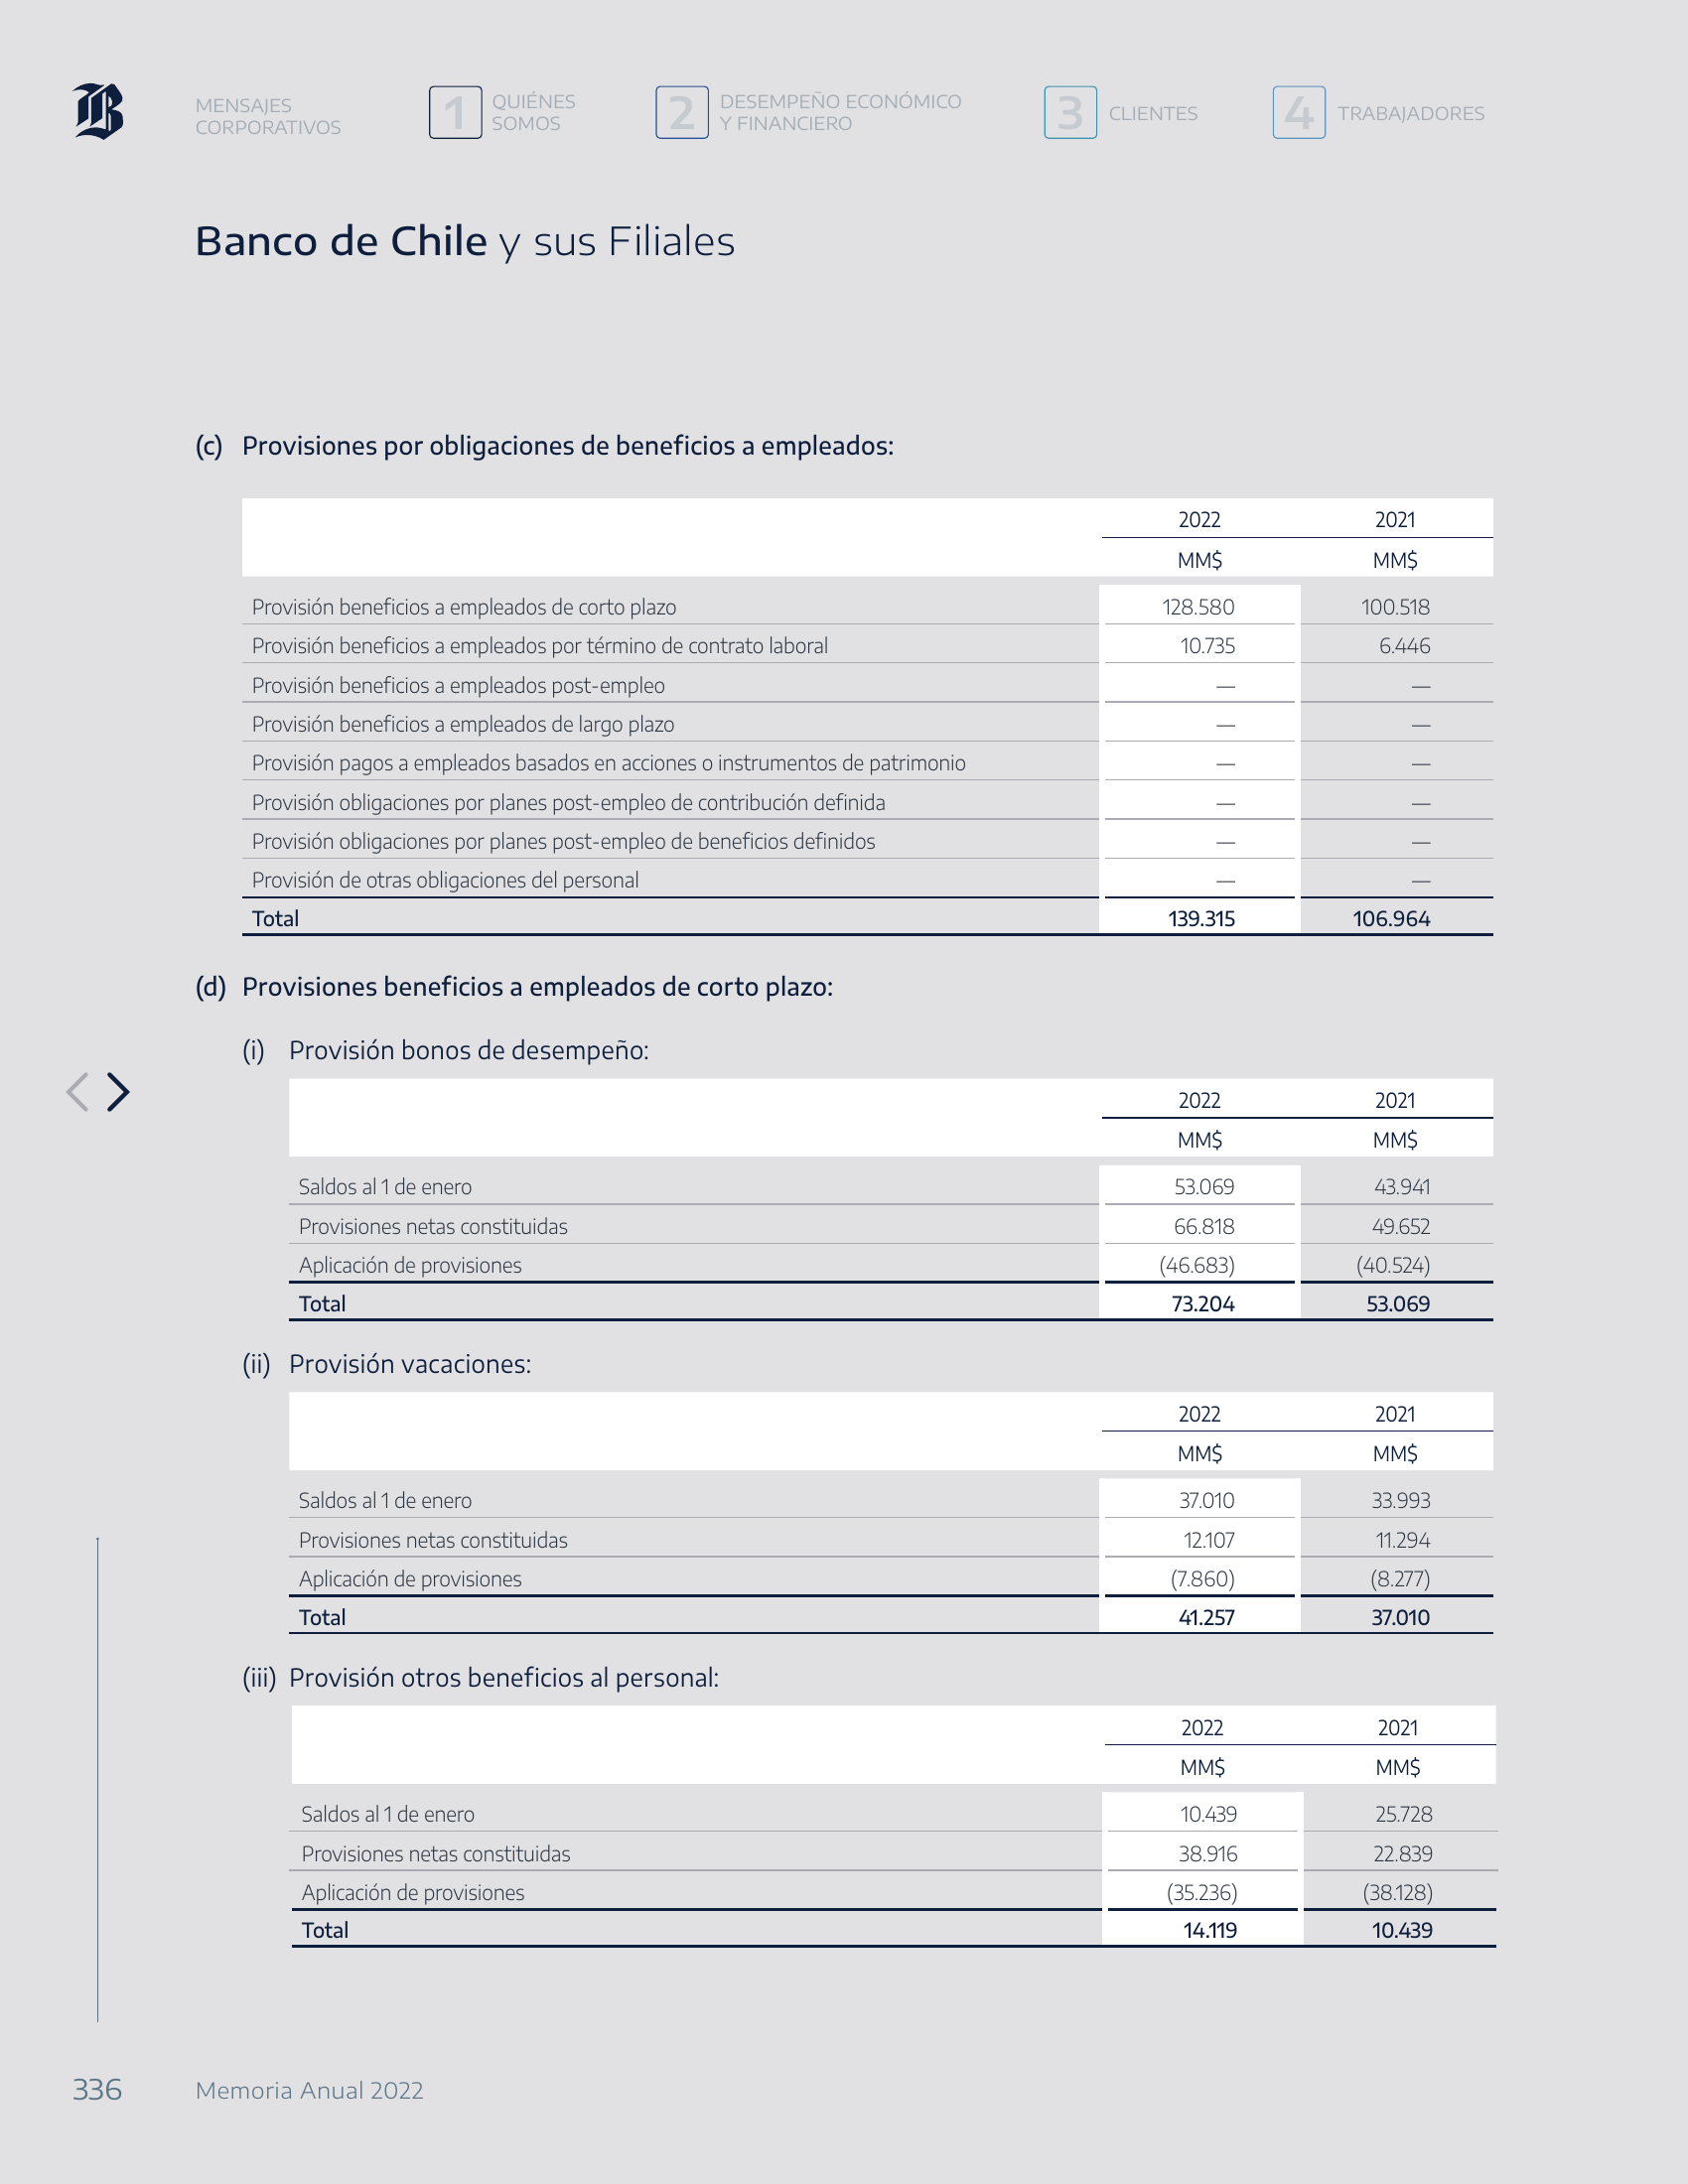 B
MENSAJES
CORPORATIVOS
1
QUIÉNES
SOMOS
2
DESEMPEÑO ECONÓMICO
Y FINANCIERO
3 CLIENTES
4 TRABAJADORES
Banco de Chile y sus Filiales
(c) Provisiones por obligaciones de beneficios a empleados:
2022 2021
MM$ MM$
Provisión beneficios a empleados de corto plazo 128.580 100.518
Provisión beneficios a empleados por término de contrato laboral 10.735 6.446
Provisión beneficios a empleados post-empleo — —
Provisión beneficios a empleados de largo plazo — —
Provisión pagos a empleados basados en acciones o instrumentos de patrimonio — —
Provisión obligaciones por planes post-empleo de contribución definida — —
Provisión obligaciones por planes post-empleo de beneficios definidos — —
Provisión de otras obligaciones del personal — —
Total 139.315 106.964
(d) Provisiones beneficios a empleados de corto plazo:
(i) Provisión bonos de desempeño:
2022 2021
MM$ MM$
Saldos al 1 de enero 53.069 43.941
Provisiones netas constituidas 66.818 49.652
Aplicación de provisiones (46.683) (40.524)
Total 73.204 53.069
(ii) Provisión vacaciones:
2022 2021
MM$ MM$
Saldos al 1 de enero 37.010 33.993
Provisiones netas constituidas 12.107 11.294
Aplicación de provisiones (7.860) (8.277)
Total 41.257 37.010
(iii) Provisión otros beneficios al personal:
2022 2021
MM$ MM$
Saldos al 1 de enero 10.439 25.728
Provisiones netas constituidas 38.916 22.839
Aplicación de provisiones (35.236) (38.128)
Total 14.119 10.439
336 Memoria Anual 2022